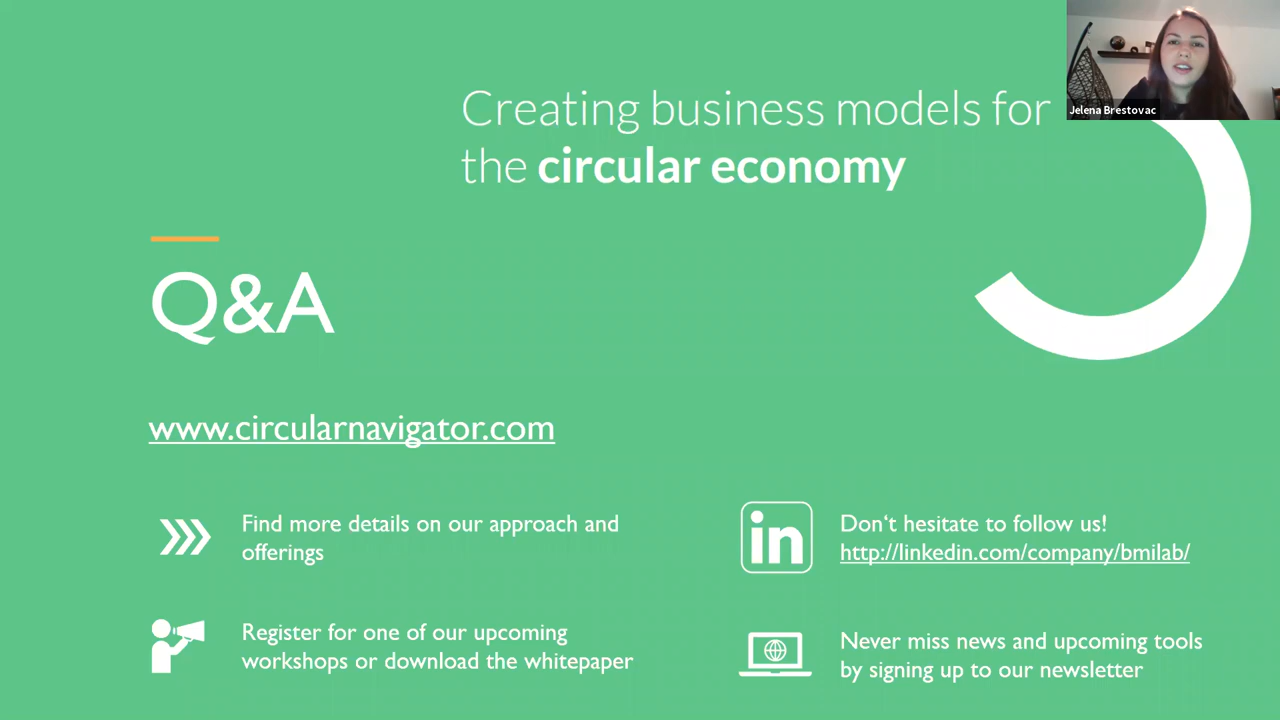 Jelena Brestovac
Creating business models for
the circular economy
Q&A
www.circularnavigator.com
Find more details on our approach and
offerings
Register for one of our upcoming
workshops or download the whitepaper
in
Don‘t hesitate to follow us!
http://linkedin.com/company/bmilab/
Never miss news and upcoming tools
by signing up to our newsletter